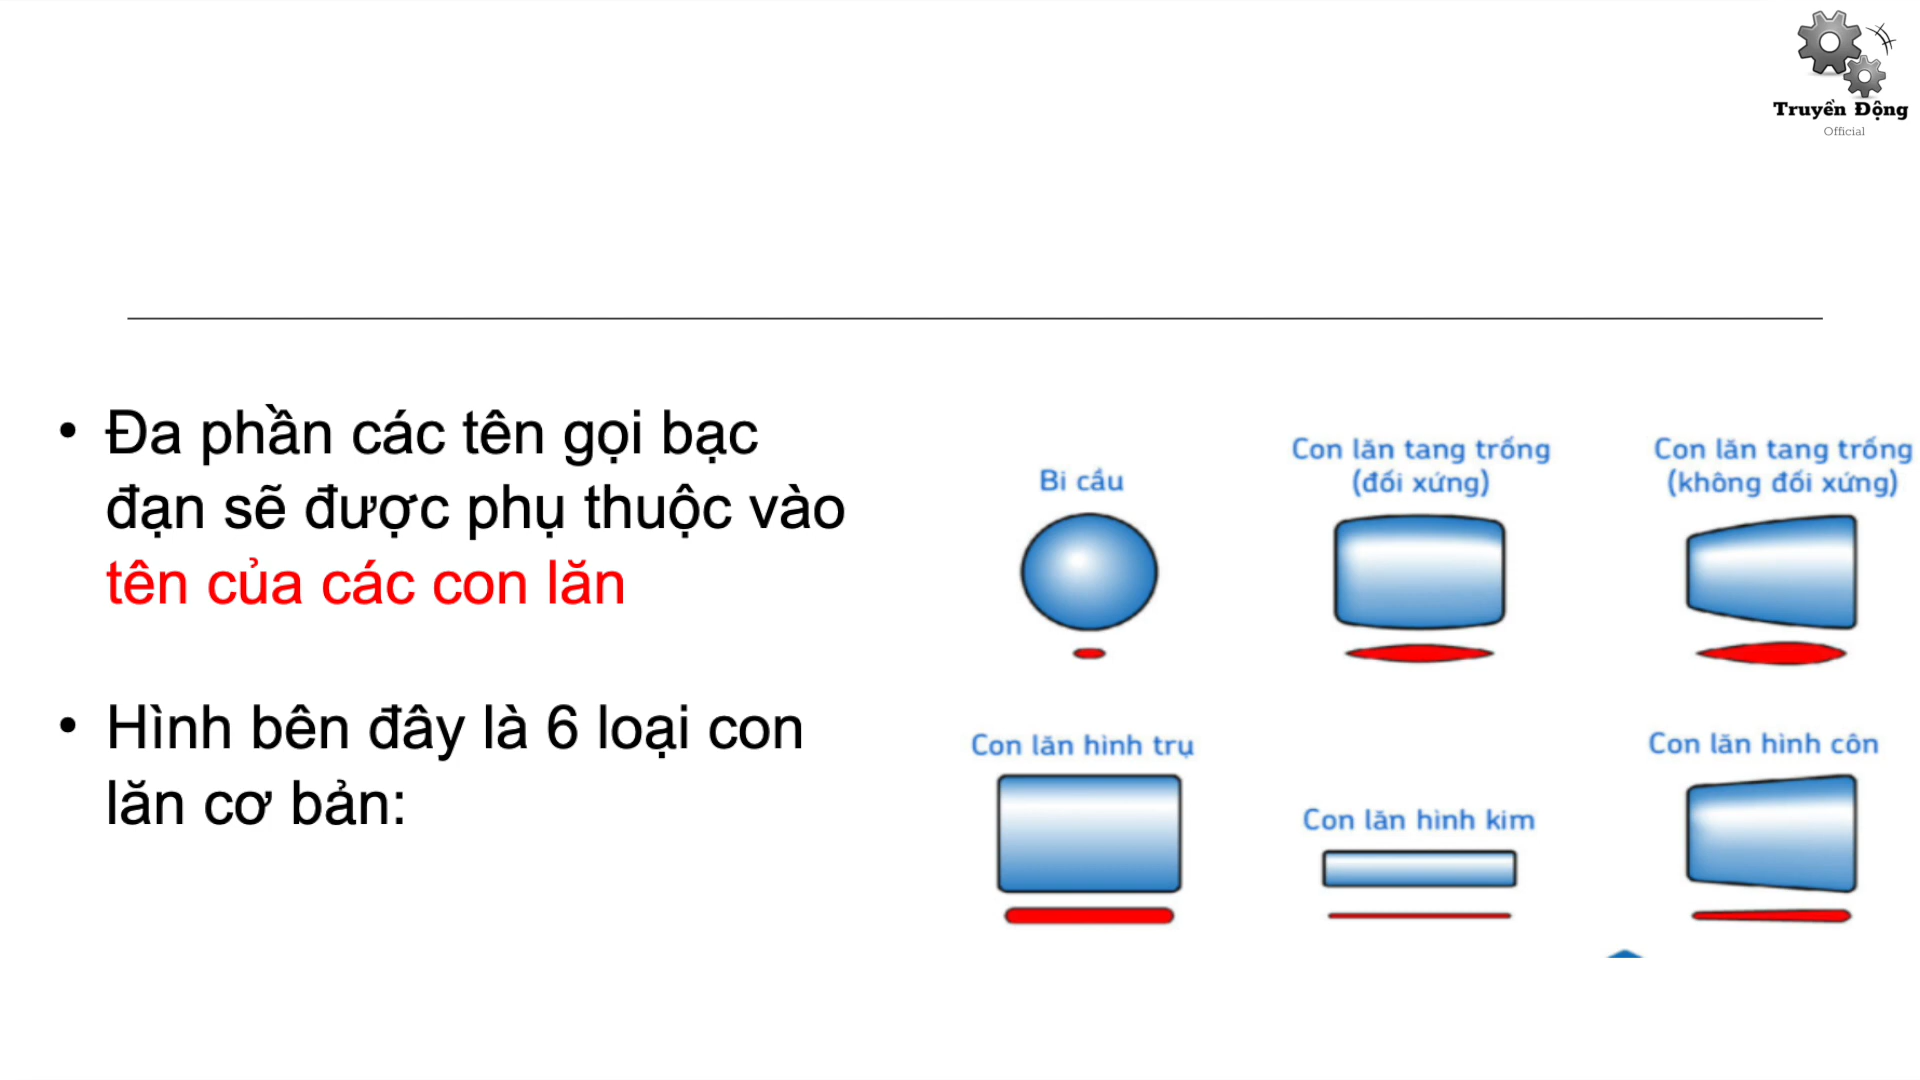 Truyền Động
Official
• Đa phần các tên gọi bạc
đạn sẽ được phụ thuộc vào
tên của các con lăn
• Hình bên đây là 6 loại con
lăn cơ bản:
Bi cầu
Con lăn tang trống
(đối xứng)
Con lăn tang trống
(không đối xứng)
Con lăn hình trụ
Con lăn hình kim
Con lăn hình côn